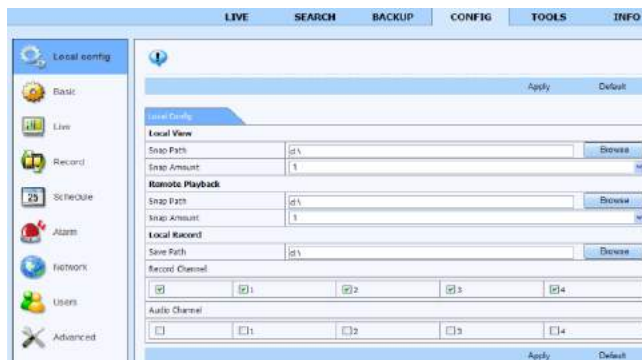 LIVE SEARCH BACKUP CONFIG TOOLS INFO
Local config
Basic
Live
Record
25 Schedule
Alarm
Network
Users
Advanced
Apply Default
Local Config
Local View
Snap Path d:\ Browse
Snap Amount 1
Remote Playback
Snap Path d:\ Browse
Snap Amount 1
Local Record
Save Path d:\ Browse
Record Channel
1 2 3 4
Audio Channel
1 2 3 4
Apply Default